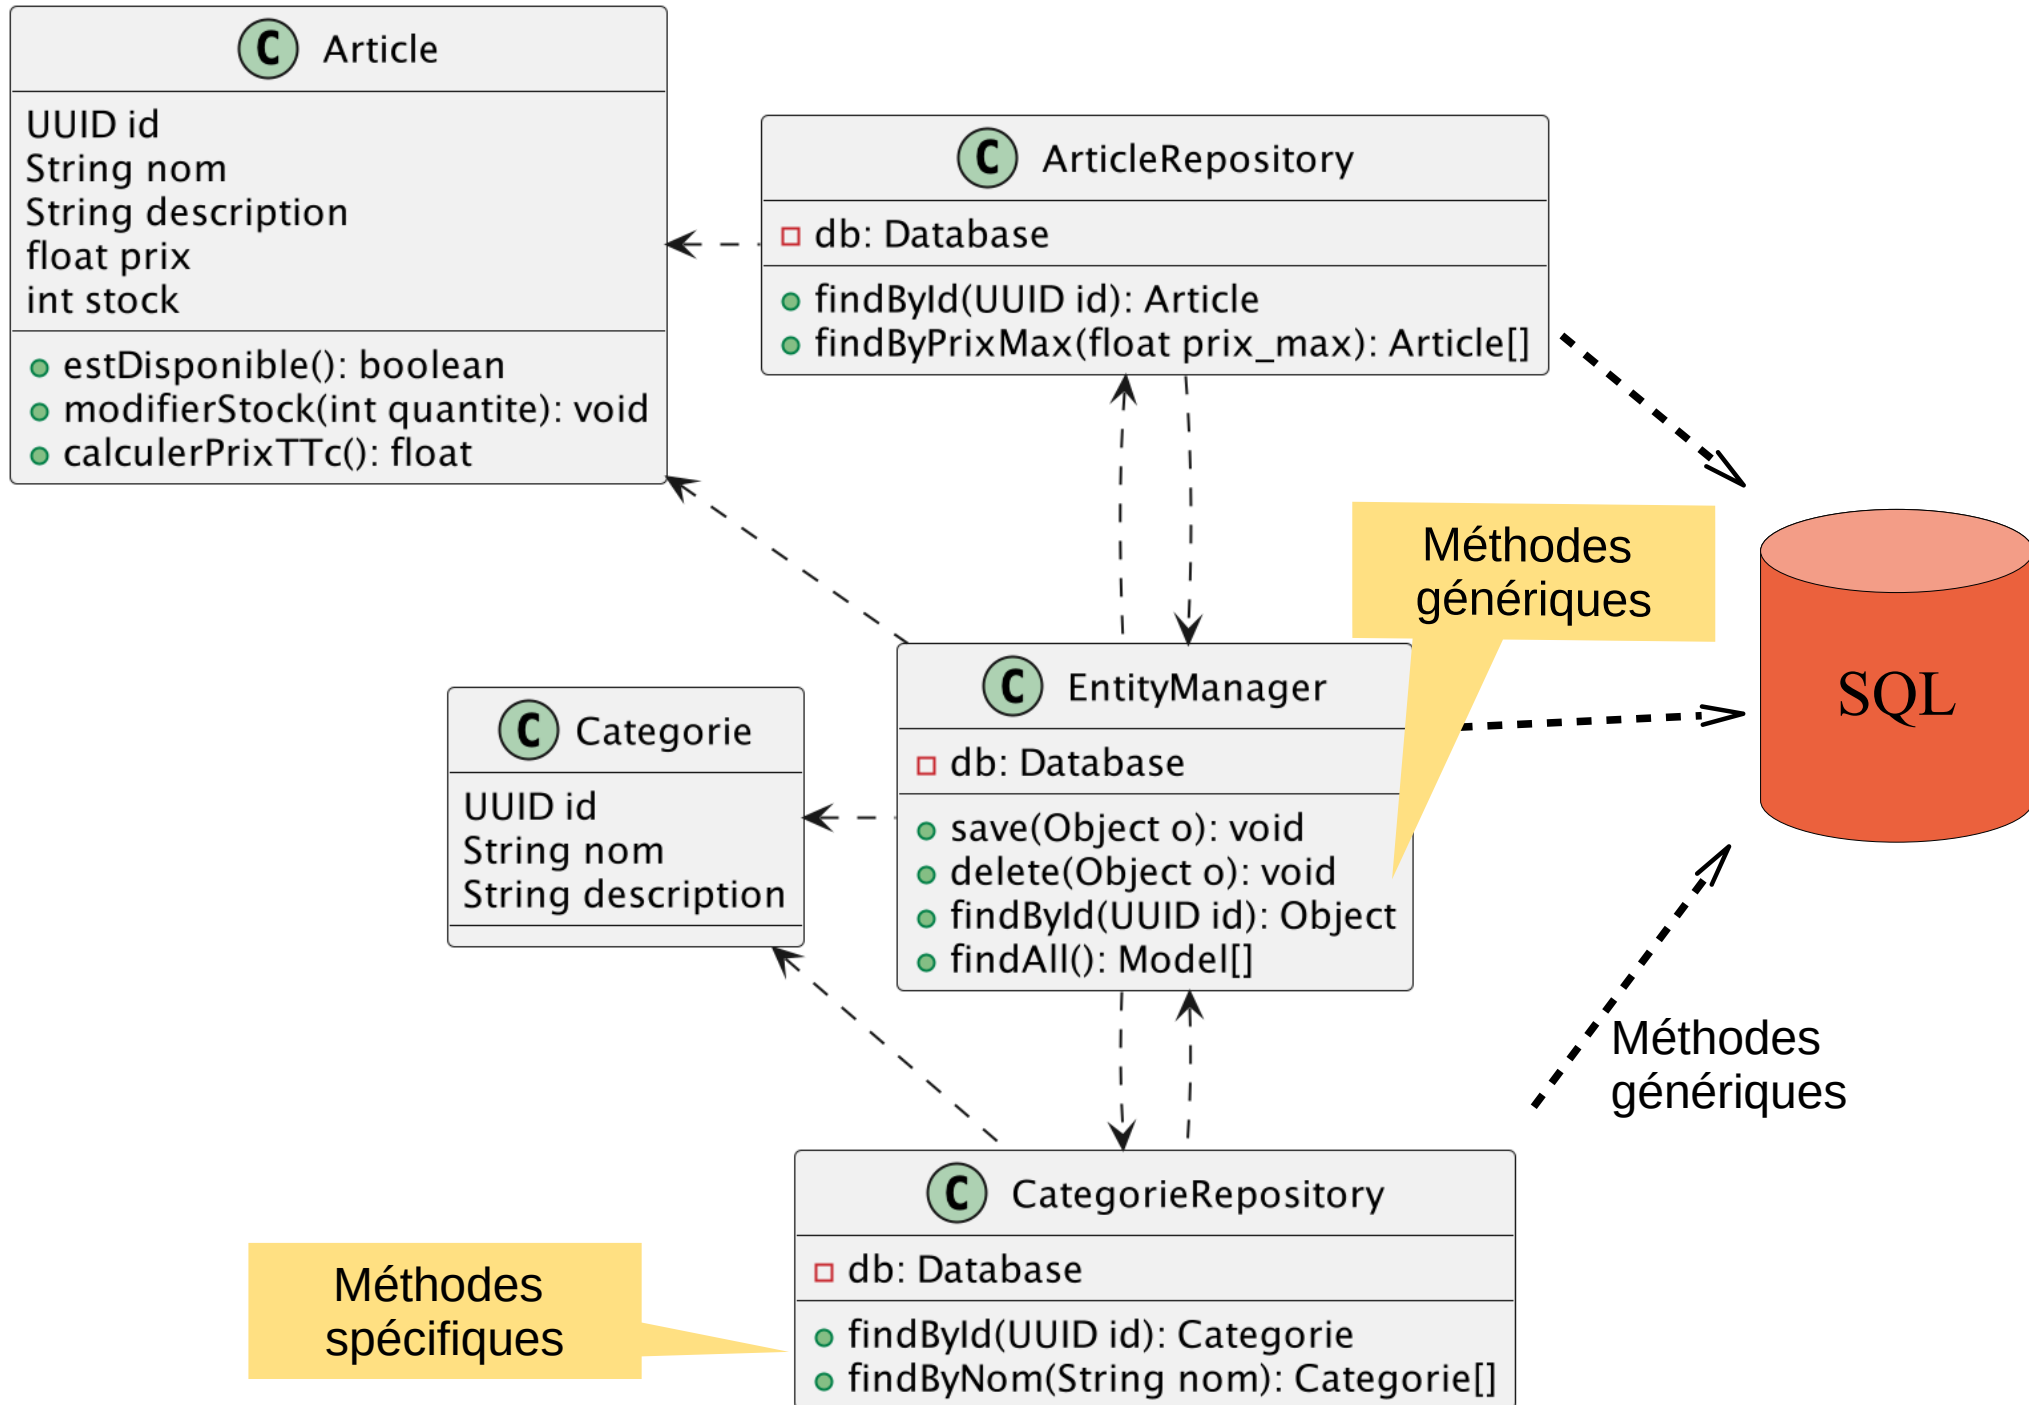 C Article
UUID id
String nom
String description
float prix
int stock
estDisponible(): boolean
modifierStock(int quantite): void
calculerPrixTTc(): float
C ArticleRepository
db: Database
findById(UUID id): Article
findByPrixMax(float prix_max): Article[]
Méthodes
génériques
SQL
C EntityManager
db: Database
save(Object o): void
delete(Object o): void
findById(UUID id): Object
findAll(): Model[]
C Categorie
UUID id
String nom
String description
Méthodes
génériques
C CategorieRepository
db: Database
findById(UUID id): Categorie
findByNom(String nom): Categorie[]
Méthodes
spécifiques